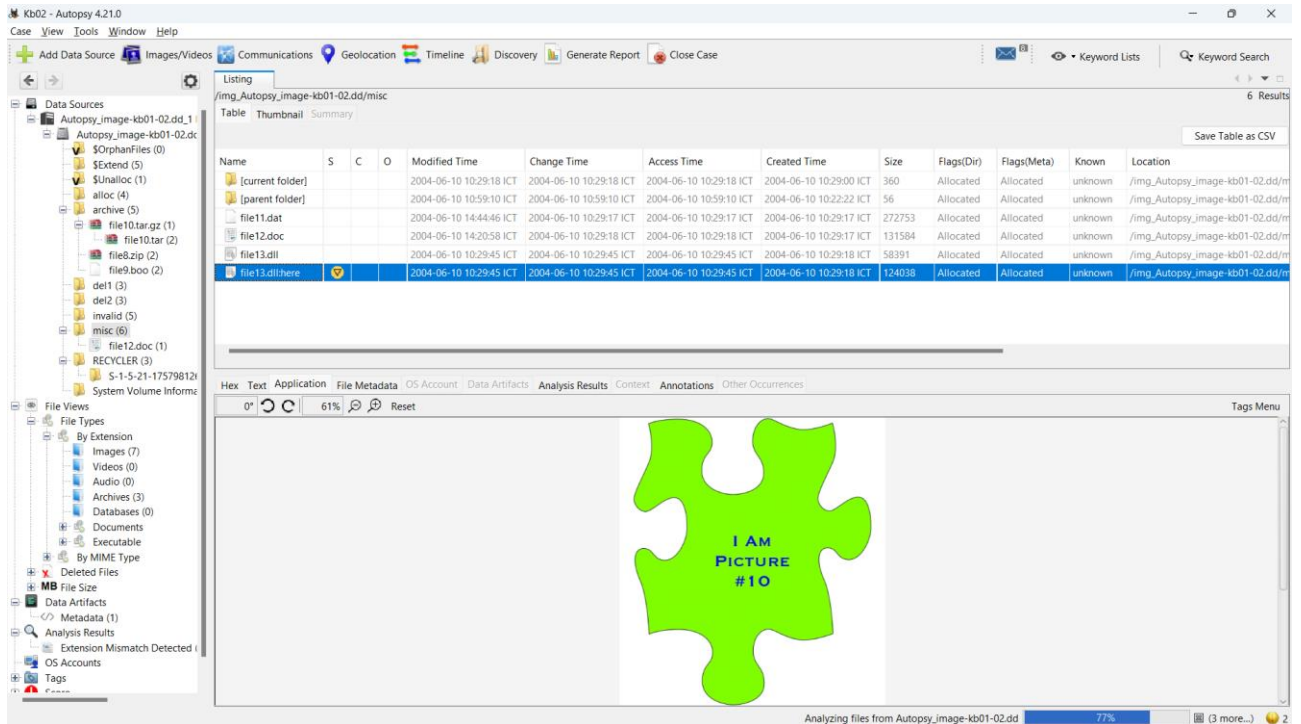 Kb02 - Autopsy 4.21.0
Case View Tools Window Help
Add Data Source Images/Videos Communications Geolocation Timeline Discovery Generate Report Close Case Keyword Lists Keyword Search
Listing
/img_Autopsy_image-kb01-02.dd/misc 6 Results
Table Thumbnail Summary
Save Table as CSV
Name S C O Modified Time Change Time Access Time Created Time Size Flags(Dir) Flags(Meta) Known Location
[current folder] 2004-06-10 10:29:18 ICT 2004-06-10 10:29:18 ICT 2004-06-10 10:29:18 ICT 2004-06-10 10:29:00 ICT 360 Allocated Allocated unknown /img_Autopsy_image-kb01-02.dd/m
[parent folder] 2004-06-10 10:59:10 ICT 2004-06-10 10:59:10 ICT 2004-06-10 10:59:10 ICT 2004-06-10 10:22:22 ICT 56 Allocated Allocated unknown /img_Autopsy_image-kb01-02.dd/m
file11.dat 2004-06-10 14:44:46 ICT 2004-06-10 10:29:17 ICT 2004-06-10 10:29:17 ICT 2004-06-10 10:29:17 ICT 272753 Allocated Allocated unknown /img_Autopsy_image-kb01-02.dd/m
file12.doc 2004-06-10 14:20:58 ICT 2004-06-10 10:29:18 ICT 2004-06-10 10:29:18 ICT 2004-06-10 10:29:17 ICT 131584 Allocated Allocated unknown /img_Autopsy_image-kb01-02.dd/m
file13.dll 2004-06-10 10:29:45 ICT 2004-06-10 10:29:45 ICT 2004-06-10 10:29:45 ICT 2004-06-10 10:29:18 ICT 58391 Allocated Allocated unknown /img_Autopsy_image-kb01-02.dd/m
file13.dll:here 2004-06-10 10:29:45 ICT 2004-06-10 10:29:45 ICT 2004-06-10 10:29:45 ICT 2004-06-10 10:29:18 ICT 124038 Allocated Allocated unknown /img_Autopsy_image-kb01-02.dd/m
Data Sources
Autopsy_image-kb01-02.dd_1
Autopsy_image-kb01-02.dd
$OrphanFiles (0)
$Extend (5)
$Unalloc (1)
alloc (4)
archive (5)
file10.tar.gz (1)
file10.tar (2)
file8.zip (2)
file9.boo (2)
del1 (3)
del2 (3)
invalid (5)
misc (6)
file12.doc (1)
RECYCLER (3)
S-1-5-21-175798126
System Volume Informa
File Views
File Types
By Extension
Images (7)
Videos (0)
Audio (0)
Archives (3)
Databases (0)
Documents
Executable
By MIME Type
Deleted Files
MB File Size
Data Artifacts
Metadata (1)
Analysis Results
Extension Mismatch Detected (
OS Accounts
Tags
Hex Text Application File Metadata OS Account Data Artifacts Analysis Results Context Annotations Other Occurrences
0° 61% Reset Tags Menu
I AM
PICTURE
#10
Analyzing files from Autopsy_image-kb01-02.dd 77% (3 more...) 2